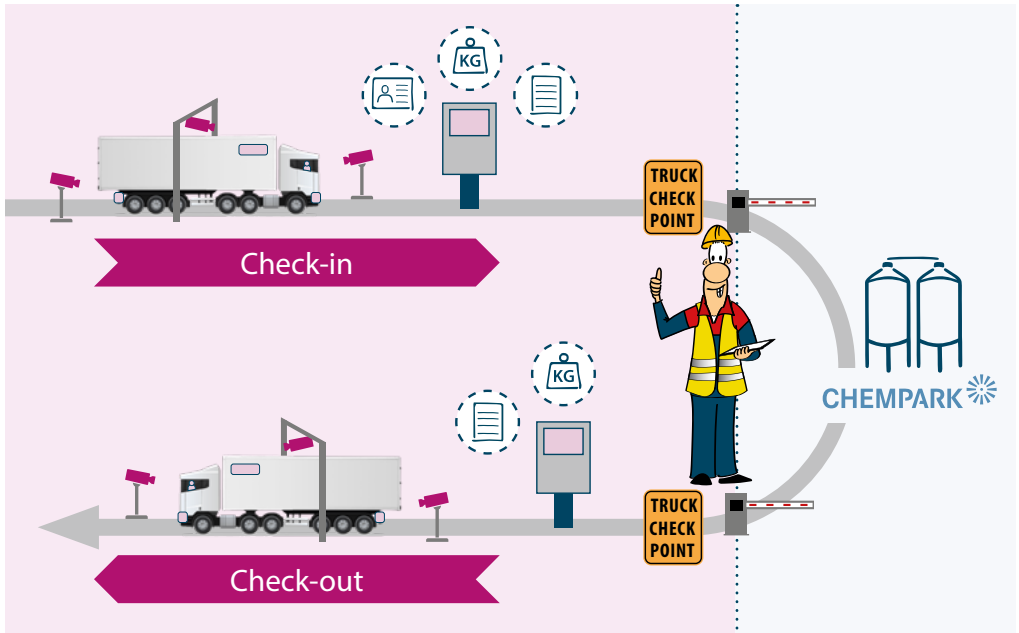 KG
TRUCK
CHECK
POINT
Check-in
KG
CHEMPARK
TRUCK
CHECK
POINT
Check-out